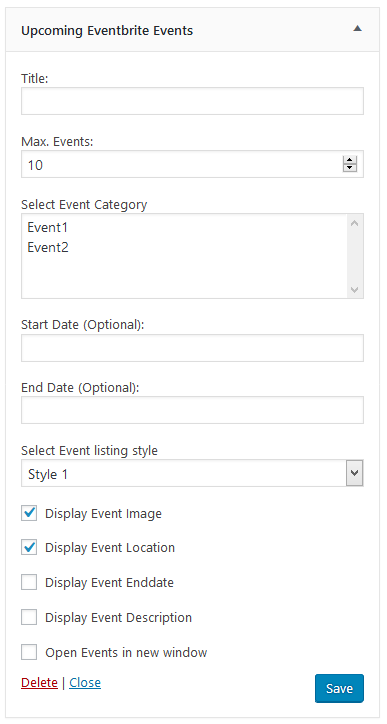 Upcoming Eventbrite Events
Title:
Max. Events:
10
Select Event Category
Event1
Event2
Start Date (Optional):
End Date (Optional):
Select Event listing style
Style 1
Display Event Image
Display Event Location
Display Event Enddate
Display Event Description
Open Events in new window
Delete | Close
Save